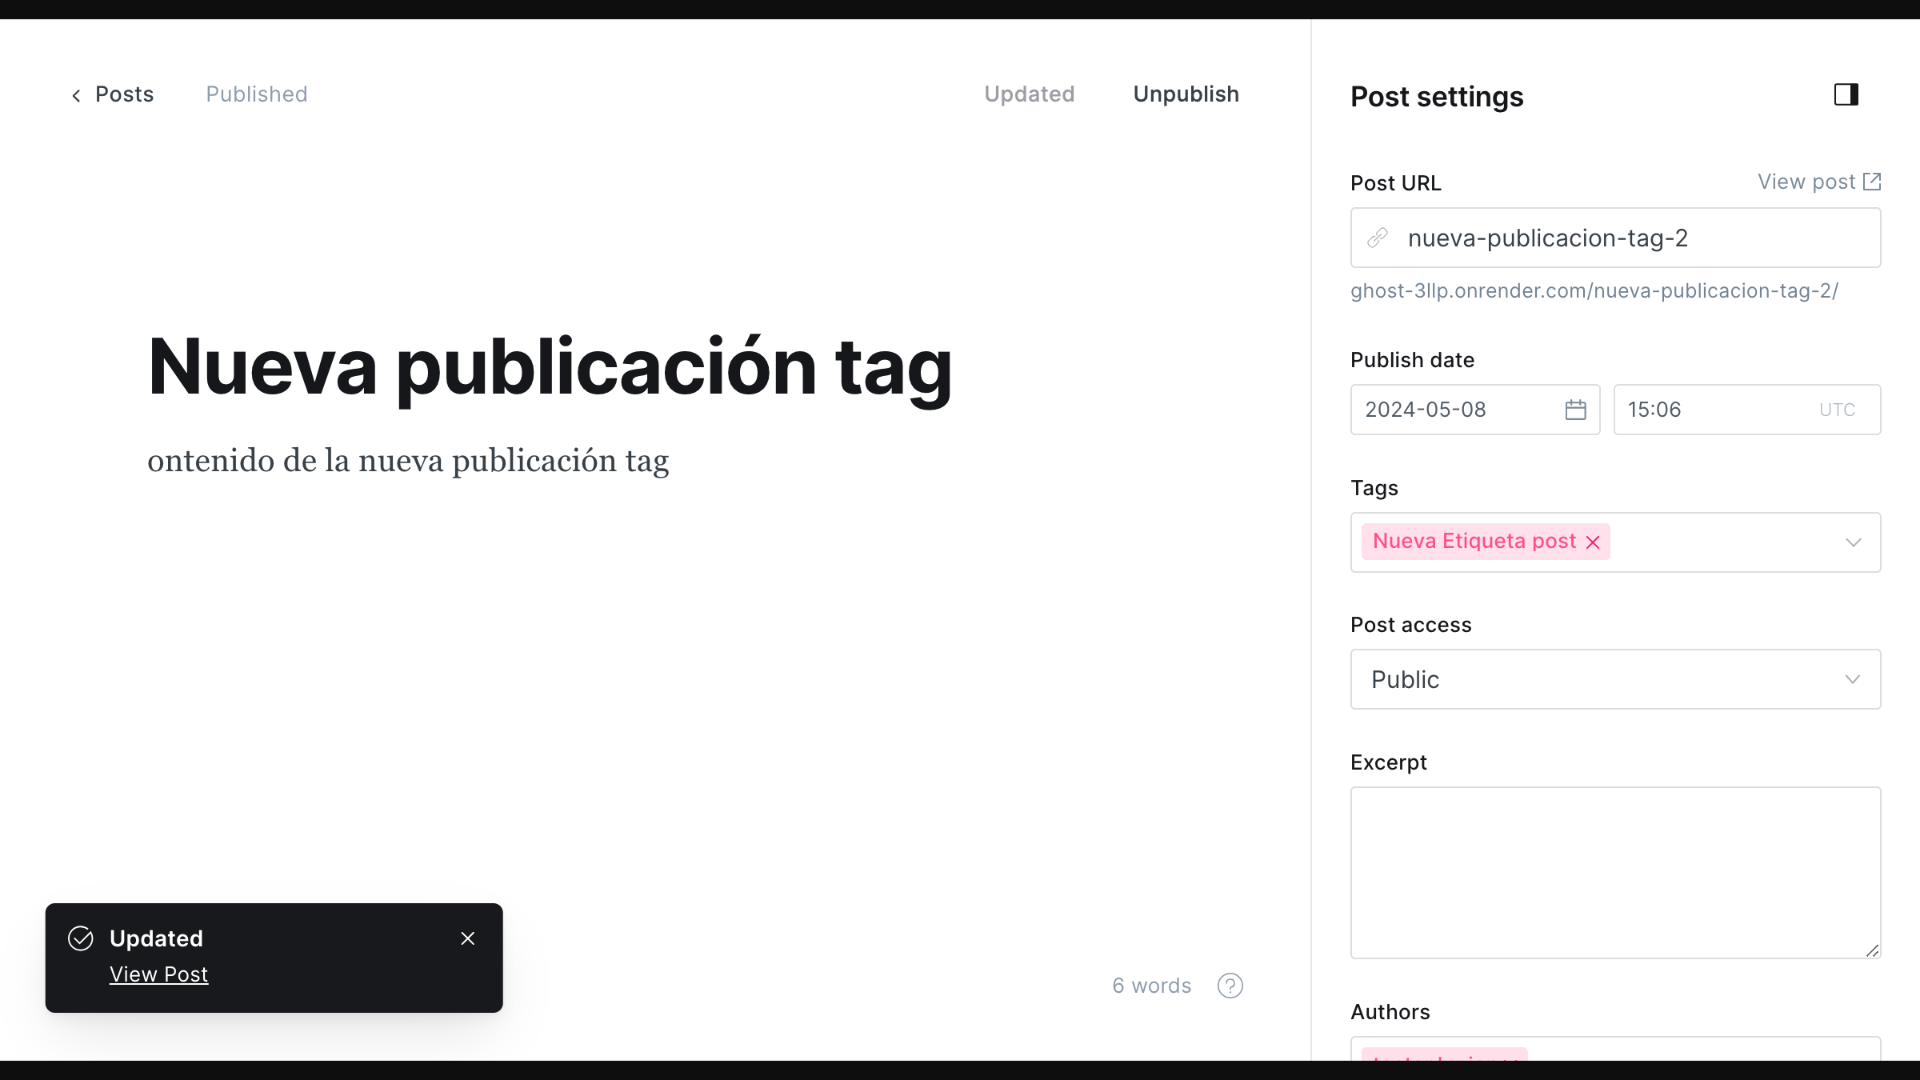 Posts
Published
Updated
Unpublish
Nueva publicación tag
ontenido de la nueva publicación tag
Updated
View Post
6 words
Post settings
Post URL
View post
nueva-publicacion-tag-2
ghost-3llp.onrender.com/nueva-publicacion-tag-2/
Publish date
2024-05-08
15:06
UTC
Tags
Nueva Etiqueta post
Post access
Public
Excerpt
Authors